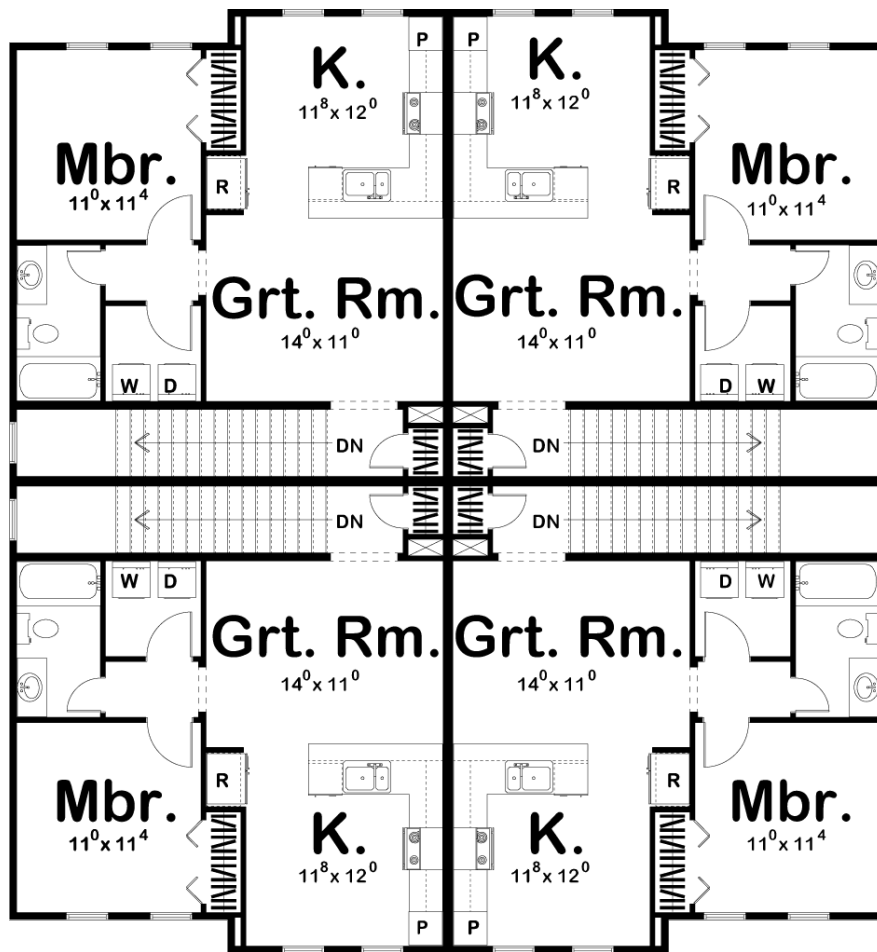 P P
K. K.
11⁸ x 12⁰ 11⁸ x 12⁰
Mbr. R R Mbr.
11⁰ x 11⁴ 11⁰ x 11⁴
Grt. Rm. Grt. Rm.
14⁰ x 11⁰ 14⁰ x 11⁰
W D D W
DN DN
DN DN
W D D W
Grt. Rm. Grt. Rm.
14⁰ x 11⁰ 14⁰ x 11⁰
R R
Mbr. Mbr.
11⁰ x 11⁴ 11⁰ x 11⁴
K. K.
11⁸ x 12⁰ 11⁸ x 12⁰
P P